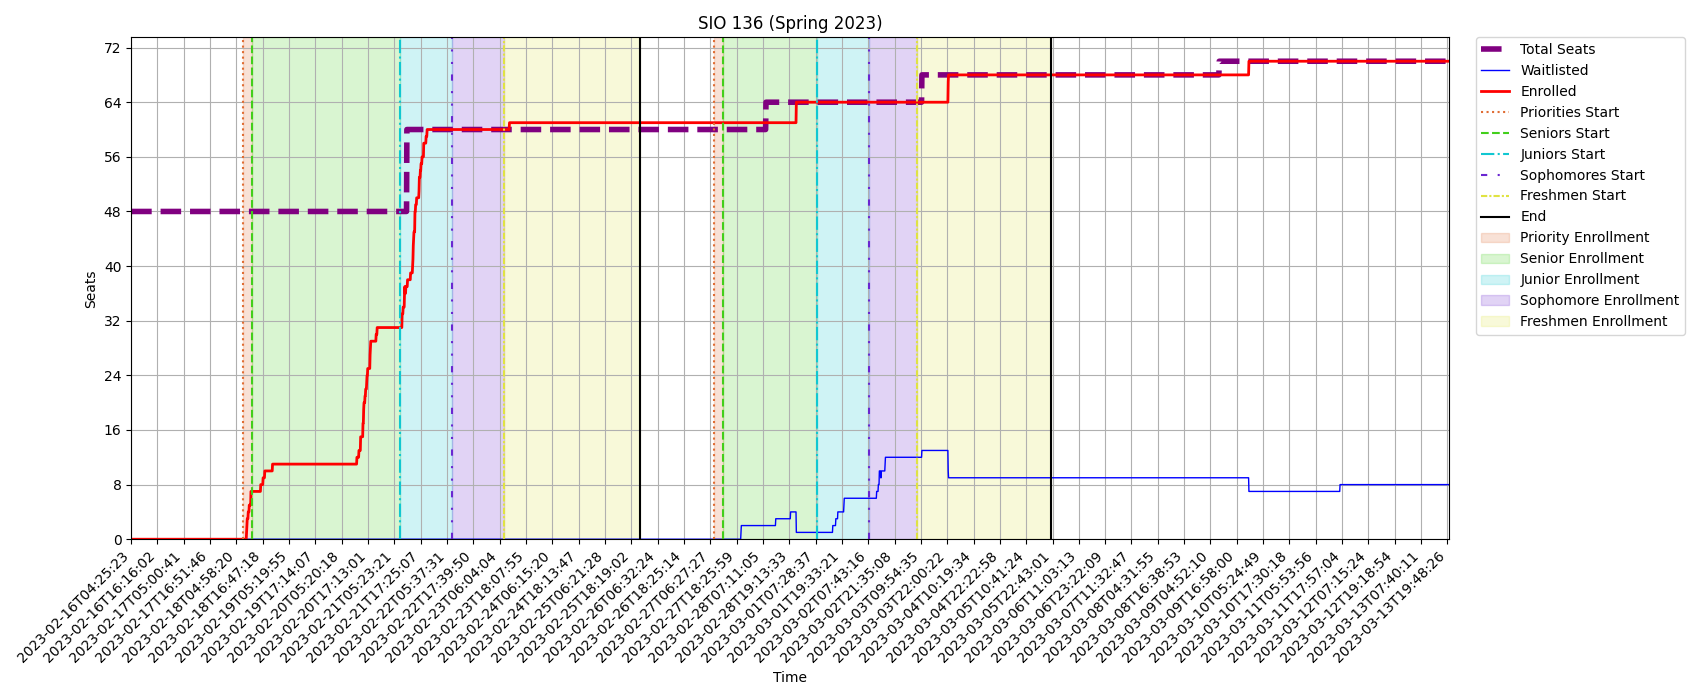 SIO 136 (Spring 2023)
72
64
56
48
40
32
24
16
8
0
Seats
2023-02-16T04:25:23
2023-02-16T16:16:02
2023-02-17T05:00:41
2023-02-17T16:51:46
2023-02-18T04:58:20
2023-02-18T16:47:18
2023-02-19T05:19:55
2023-02-19T17:14:07
2023-02-20T05:20:18
2023-02-20T17:13:01
2023-02-21T05:23:21
2023-02-21T17:25:07
2023-02-22T05:37:31
2023-02-22T17:39:50
2023-02-23T06:04:04
2023-02-23T18:07:55
2023-02-24T06:15:20
2023-02-24T18:13:47
2023-02-25T06:21:28
2023-02-25T18:19:02
2023-02-26T06:32:24
2023-02-26T18:25:14
2023-02-27T06:27:27
2023-02-27T18:25:59
2023-02-28T07:11:05
2023-02-28T19:13:33
2023-03-01T07:28:37
2023-03-01T19:33:21
2023-03-02T07:43:16
2023-03-02T21:35:08
2023-03-03T09:54:35
2023-03-03T22:00:22
2023-03-04T10:19:34
2023-03-04T22:22:58
2023-03-05T10:41:24
2023-03-05T22:43:01
2023-03-06T11:03:13
2023-03-06T23:22:09
2023-03-07T11:32:47
2023-03-08T04:31:55
2023-03-08T16:38:53
2023-03-09T04:52:10
2023-03-09T16:58:00
2023-03-10T05:24:49
2023-03-10T17:30:18
2023-03-11T05:53:56
2023-03-11T17:57:04
2023-03-12T07:15:24
2023-03-12T19:18:54
2023-03-13T07:40:11
2023-03-13T19:48:26
Time
Total Seats
Waitlisted
Enrolled
Priorities Start
Seniors Start
Juniors Start
Sophomores Start
Freshmen Start
End
Priority Enrollment
Senior Enrollment
Junior Enrollment
Sophomore Enrollment
Freshmen Enrollment